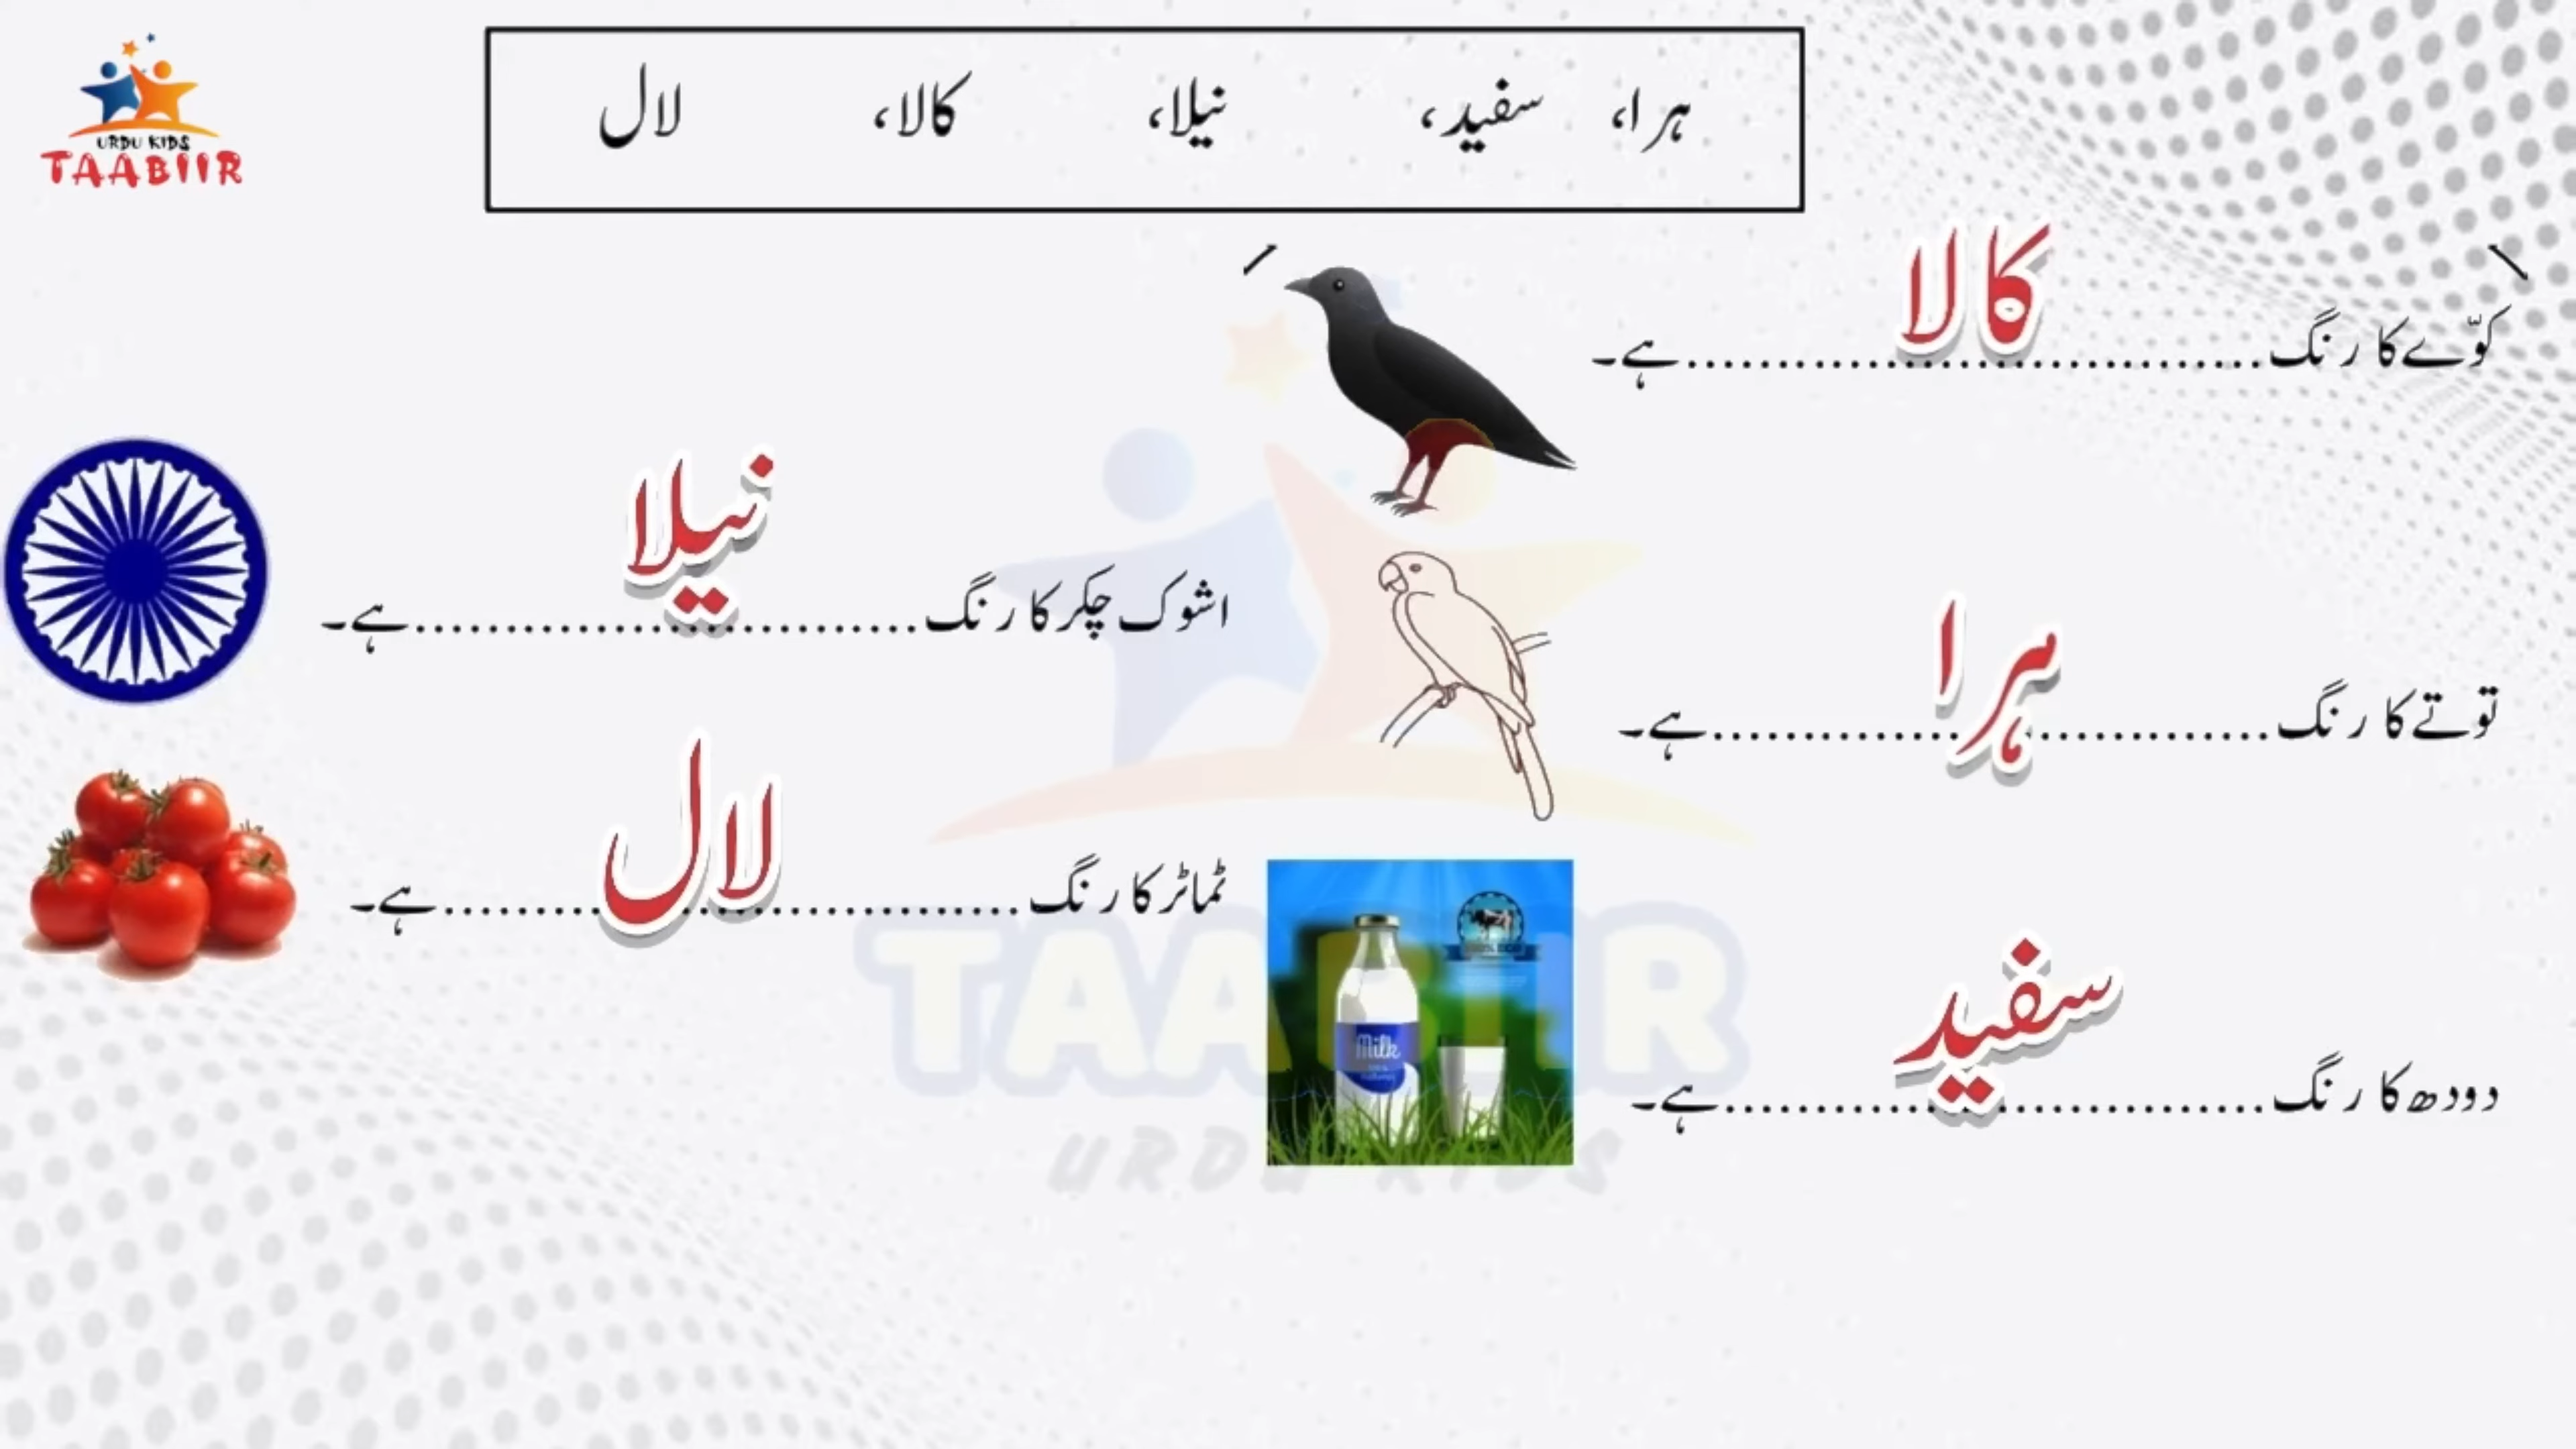 URDU KIDS
TAABIIR
ہرا، سفید، نیلا، کالا، لال
کوّے کا رنگ..............کالا..............ہے۔
اشوک چکر کا رنگ..............نیلا..............ہے۔
توتے کا رنگ..............ہرا..............ہے۔
ٹماٹر کا رنگ..............لال..............ہے۔
دودھ کا رنگ..............سفید..............ہے۔
Milk
TAABIIR
URDU KIDS